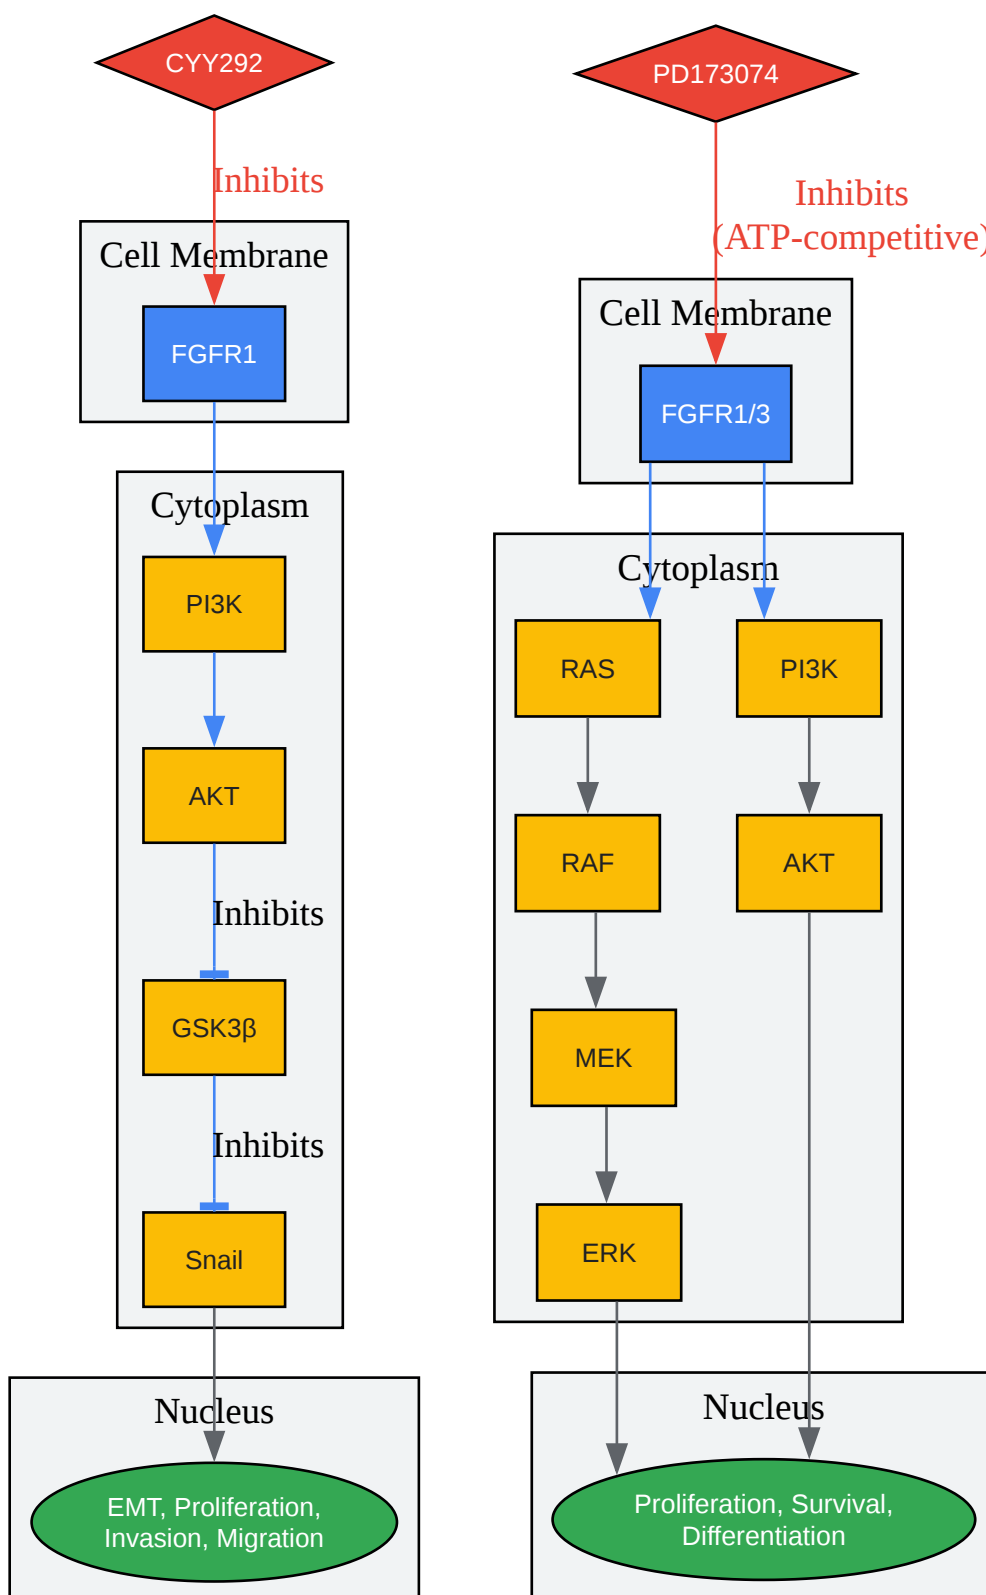 CYY292
Inhibits
Cell Membrane
FGFR1
Cytoplasm
PI3K
AKT
Inhibits
GSK3β
Inhibits
Snail
Nucleus
EMT, Proliferation,
Invasion, Migration
PD173074
Inhibits
(ATP-competitive)
Cell Membrane
FGFR1/3
Cytoplasm
RAS
PI3K
RAF
AKT
MEK
ERK
Nucleus
Proliferation, Survival,
Differentiation